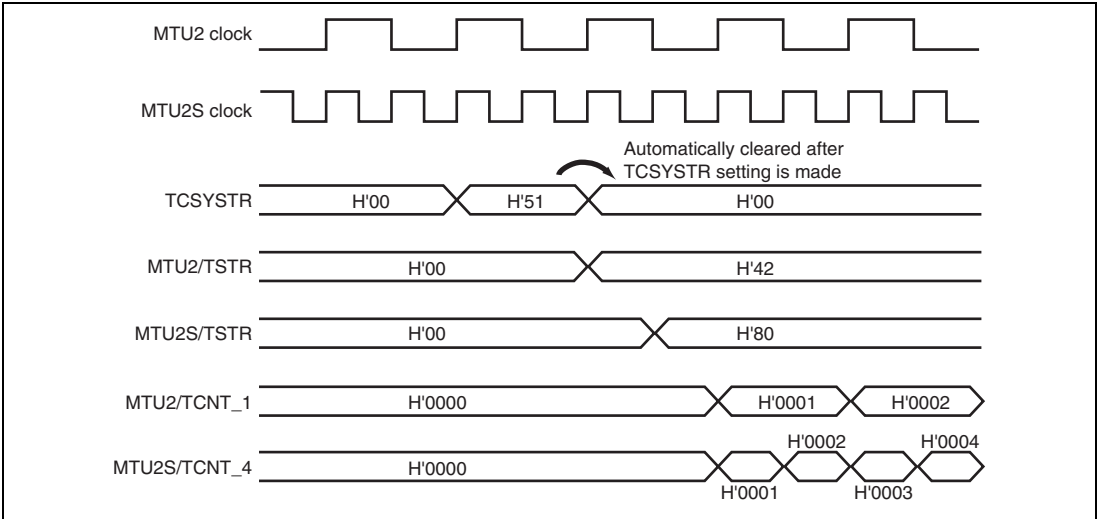 MTU2 clock
MTU2S clock
Automatically cleared after
TCSYSTR setting is made
TCSYSTR H'00 H'51 H'00
MTU2/TSTR H'00 H'42
MTU2S/TSTR H'00 H'80
MTU2/TCNT_1 H'0000 H'0001 H'0002
H'0002 H'0004
MTU2S/TCNT_4 H'0000
H'0001 H'0003